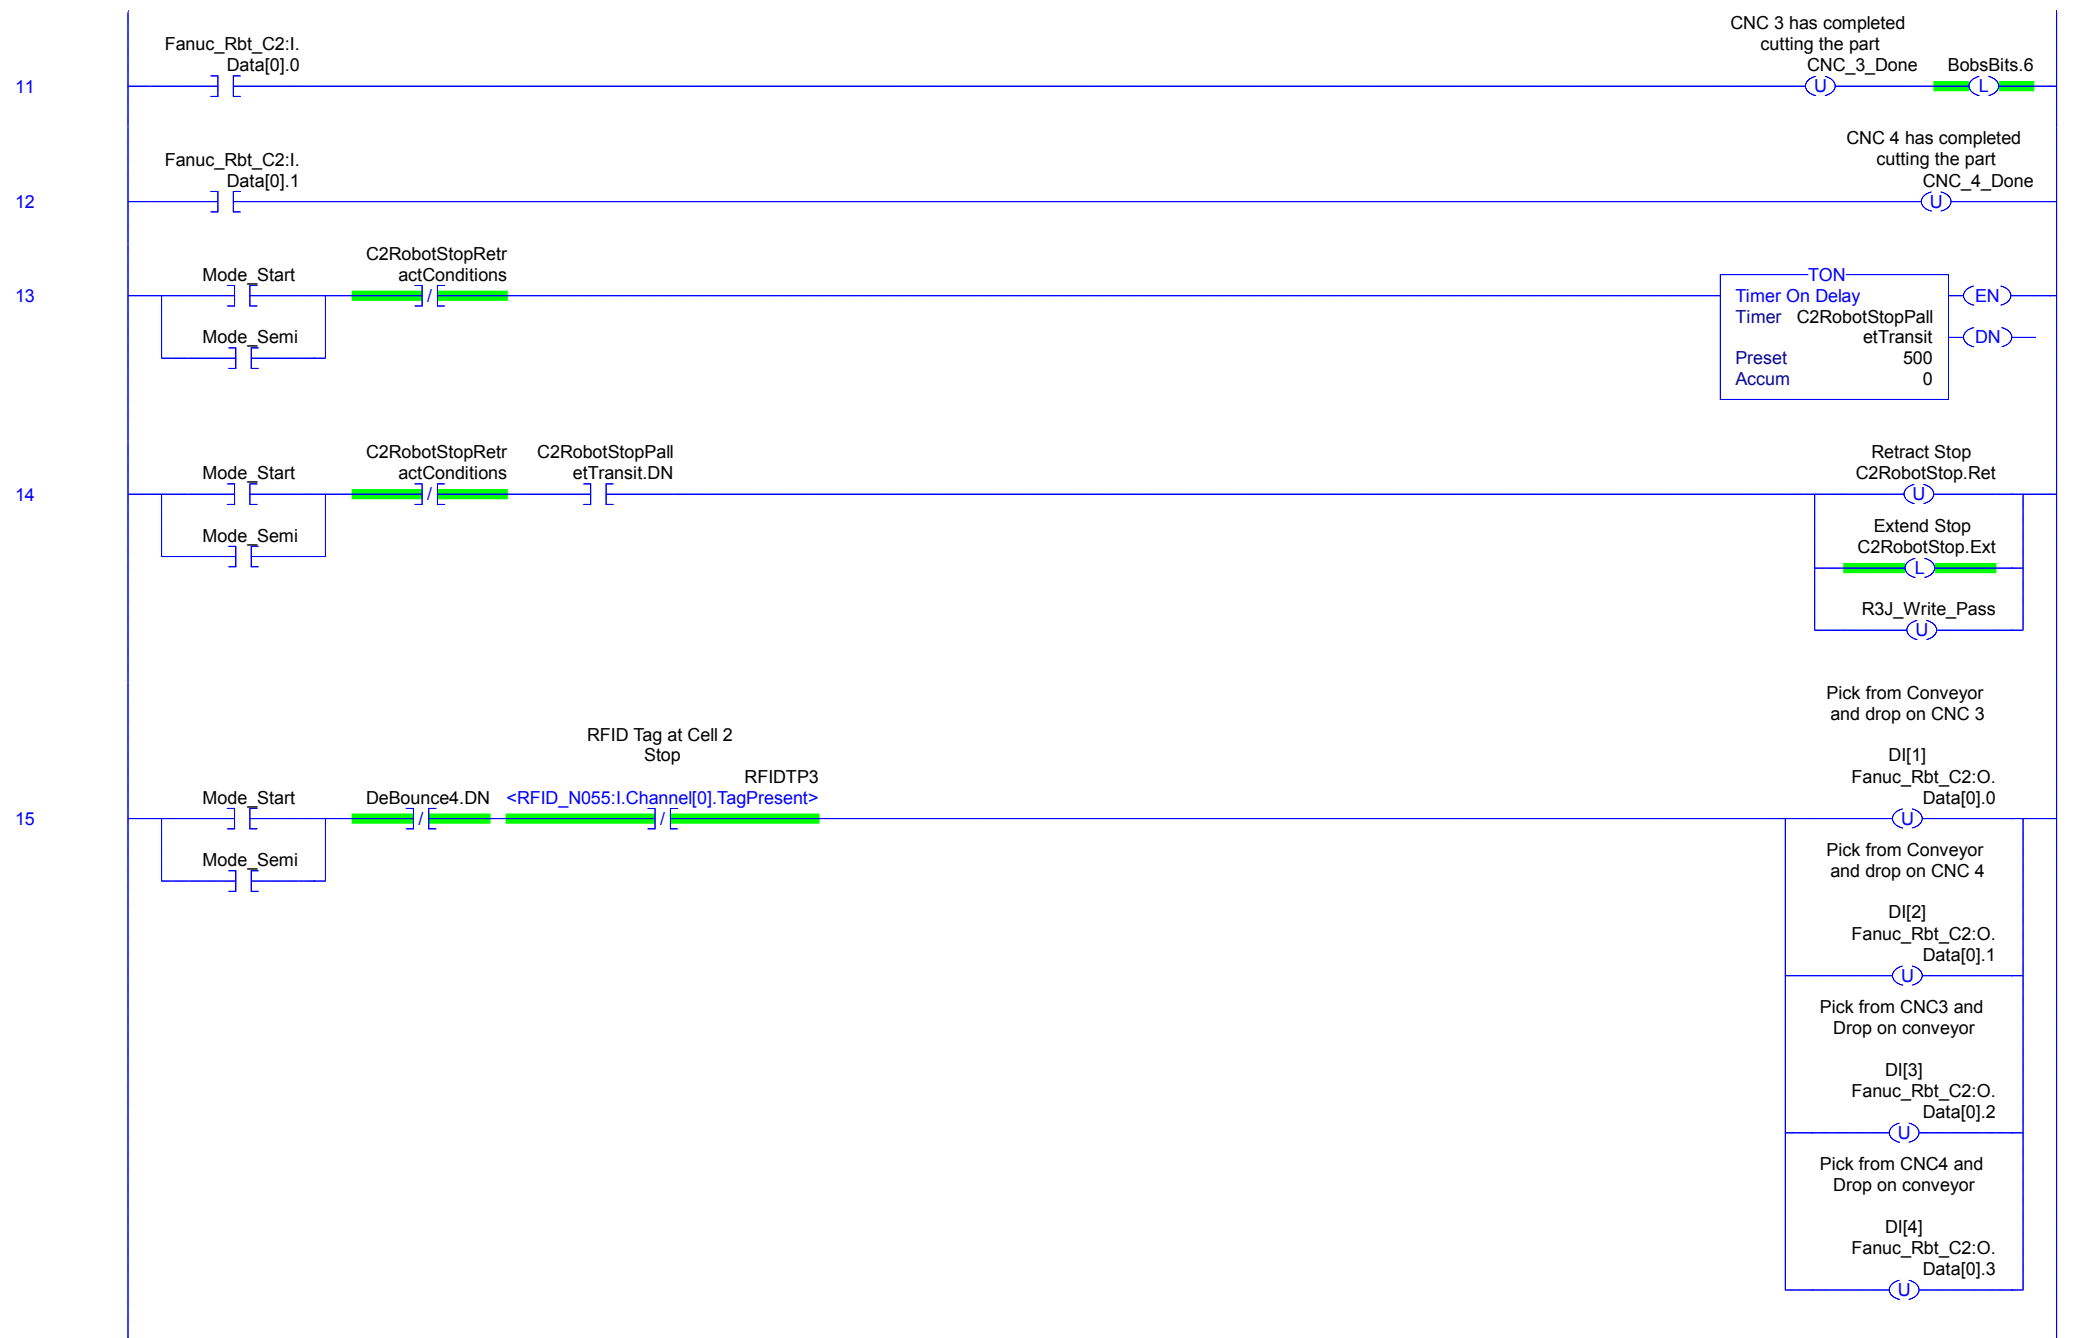 CNC 3 has completed
cutting the part
Fanuc_Rbt_C2:I.
Data[0].0
CNC_3_Done BobsBits.6
11
U L
CNC 4 has completed
cutting the part
Fanuc_Rbt_C2:I.
Data[0].1
CNC_4_Done
12
U
C2RobotStopRetr
Mode_Start actConditions
13
/
TON
Timer On Delay
Timer C2RobotStopPall
etTransit
Preset 500
Accum 0
EN
DN
Mode_Semi
C2RobotStopRetr C2RobotStopPall
Mode_Start actConditions etTransit.DN
14
/
Retract Stop
C2RobotStop.Ret
U
Mode_Semi
Extend Stop
C2RobotStop.Ext
L
R3J_Write_Pass
U
RFID Tag at Cell 2
Stop
RFIDTP3
Mode_Start DeBounce4.DN <RFID_N055:I.Channel[0].TagPresent>
15
/ /
Mode_Semi
Pick from Conveyor
and drop on CNC 3
DI[1]
Fanuc_Rbt_C2:O.
Data[0].0
U
Pick from Conveyor
and drop on CNC 4
DI[2]
Fanuc_Rbt_C2:O.
Data[0].1
U
Pick from CNC3 and
Drop on conveyor
DI[3]
Fanuc_Rbt_C2:O.
Data[0].2
U
Pick from CNC4 and
Drop on conveyor
DI[4]
Fanuc_Rbt_C2:O.
Data[0].3
U